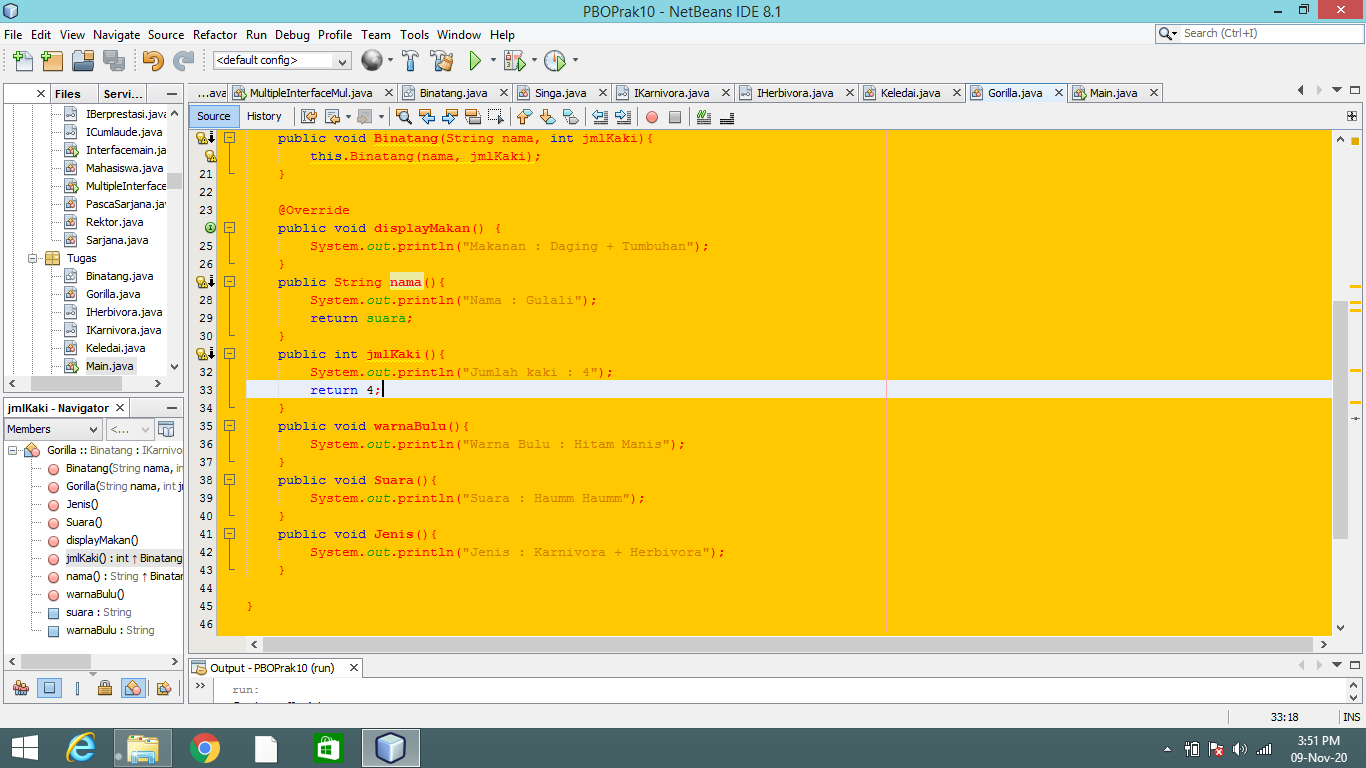 PBOPrak10 - NetBeans IDE 8.1
File Edit View Navigate Source Refactor Run Debug Profile Team Tools Window Help
Search (Ctrl+I)
<default config>
Files Servi...
...ava MultipleInterfaceMul.java Binatang.java Singa.java IKarnivora.java IHerbivora.java Keledai.java Gorilla.java Main.java
Source History
IBerprestasi.java
ICumlaude.java
Interfacemain.ja
Mahasiswa.java
MultipleInterface
PascaSarjana.jav
Rektor.java
Sarjana.java
Tugas
Binatang.java
Gorilla.java
IHerbivora.java
IKarnivora.java
Keledai.java
Main.java
jmlKaki - Navigator
Members <...
Gorilla :: Binatang : IKarnivo
Binatang(String nama, in
Gorilla(String nama, int jn
Jenis()
Suara()
displayMakan()
jmlKaki() : int ↑ Binatang
nama() : String ↑ Binatan
warnaBulu()
suara : String
warnaBulu : String
public void Binatang(String nama, int jmlKaki){
this.Binatang(nama, jmlKaki);
21 }
22
23 @Override
public void displayMakan() {
25 System.out.println("Makanan : Daging + Tumbuhan");
26 }
public String nama(){
28 System.out.println("Nama : Gulali");
29 return suara;
30 }
public int jmlKaki(){
32 System.out.println("Jumlah kaki : 4");
33 return 4;
34 }
35 public void warnaBulu(){
36 System.out.println("Warna Bulu : Hitam Manis");
37 }
38 public void Suara(){
39 System.out.println("Suara : Haumm Haumm");
40 }
41 public void Jenis(){
42 System.out.println("Jenis : Karnivora + Herbivora");
43 }
44
45 }
46
Output - PBOPrak10 (run)
run:
33:18 INS
3:51 PM
09-Nov-20